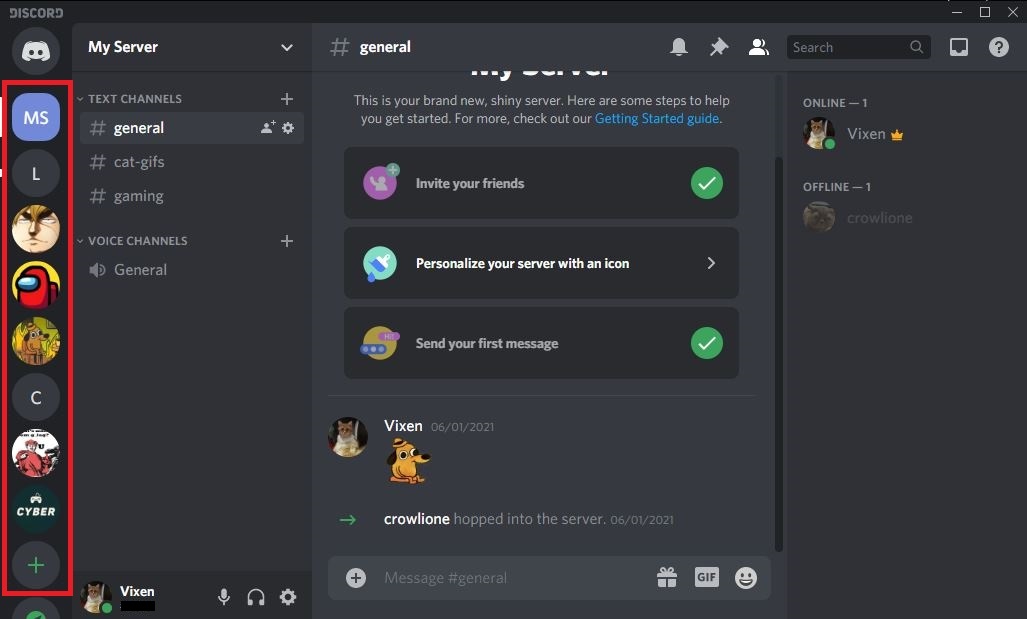 DISCORD
My Server
general
Search
MS
L
C
CYBER
TEXT CHANNELS
general
cat-gifs
gaming
VOICE CHANNELS
General
Vixen
My Server
This is your brand new, shiny server. Here are some steps to help
you get started. For more, check out our Getting Started guide.
Invite your friends
Personalize your server with an icon
Send your first message
Vixen 06/01/2021
crowlione hopped into the server. 06/01/2021
Message #general
GIF
ONLINE — 1
Vixen
OFFLINE — 1
crowlione